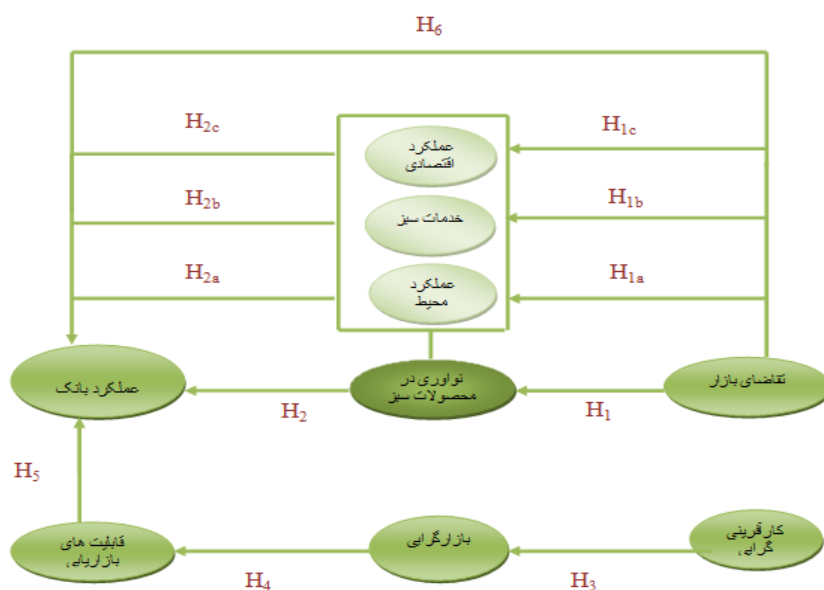 H6
H2c
عملکرد
اقتصادی
H1c
H2b
خدمات سبز
H1b
H2a
عملکرد
محیط
H1a
تقاضای بازار
نوآوری در
محصولات سبز
عملکرد بانک
H2
H1
H5
کارآفرینی
گرایی
بازارگرایی
قابلیت های
بازاریابی
H4
H3